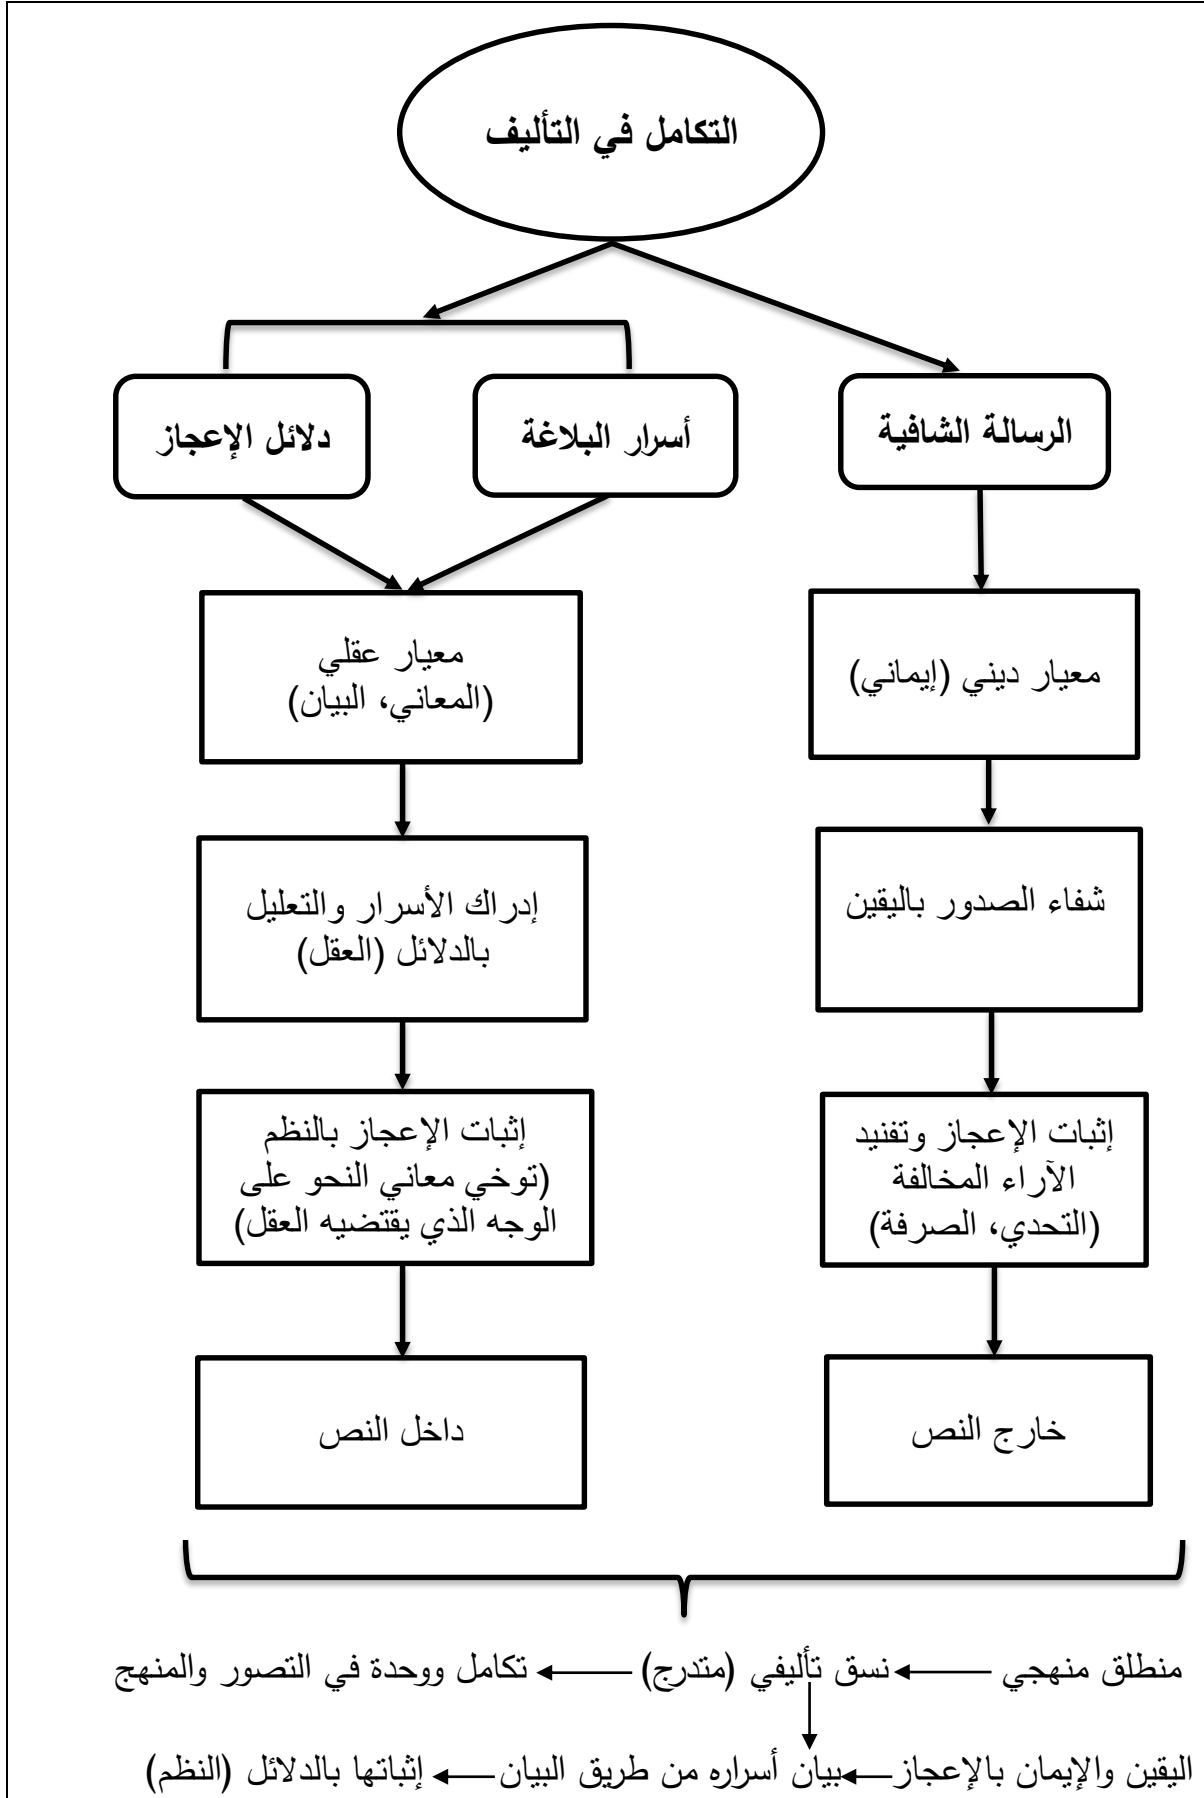 التكامل في التأليف
الرسالة الشافية
أسرار البلاغة
دلائل الإعجاز
معيار ديني (إيماني)
معيار عقلي
(المعاني، البيان)
شفاء الصدور باليقين
إدراك الأسرار والتعليل
بالدلائل (العقل)
إثبات الإعجاز وتفنيد
الآراء المخالفة
(التحدي، الصرفة)
إثبات الإعجاز بالنظم
(توخي معاني النحو على
الوجه الذي يقتضيه العقل)
خارج النص
داخل النص
منطلق منهجي نسق تأليفي (متدرج) تكامل ووحدة في التصور والمنهج
اليقين والإيمان بالإعجاز بيان أسراره من طريق البيان إثباتها بالدلائل (النظم)